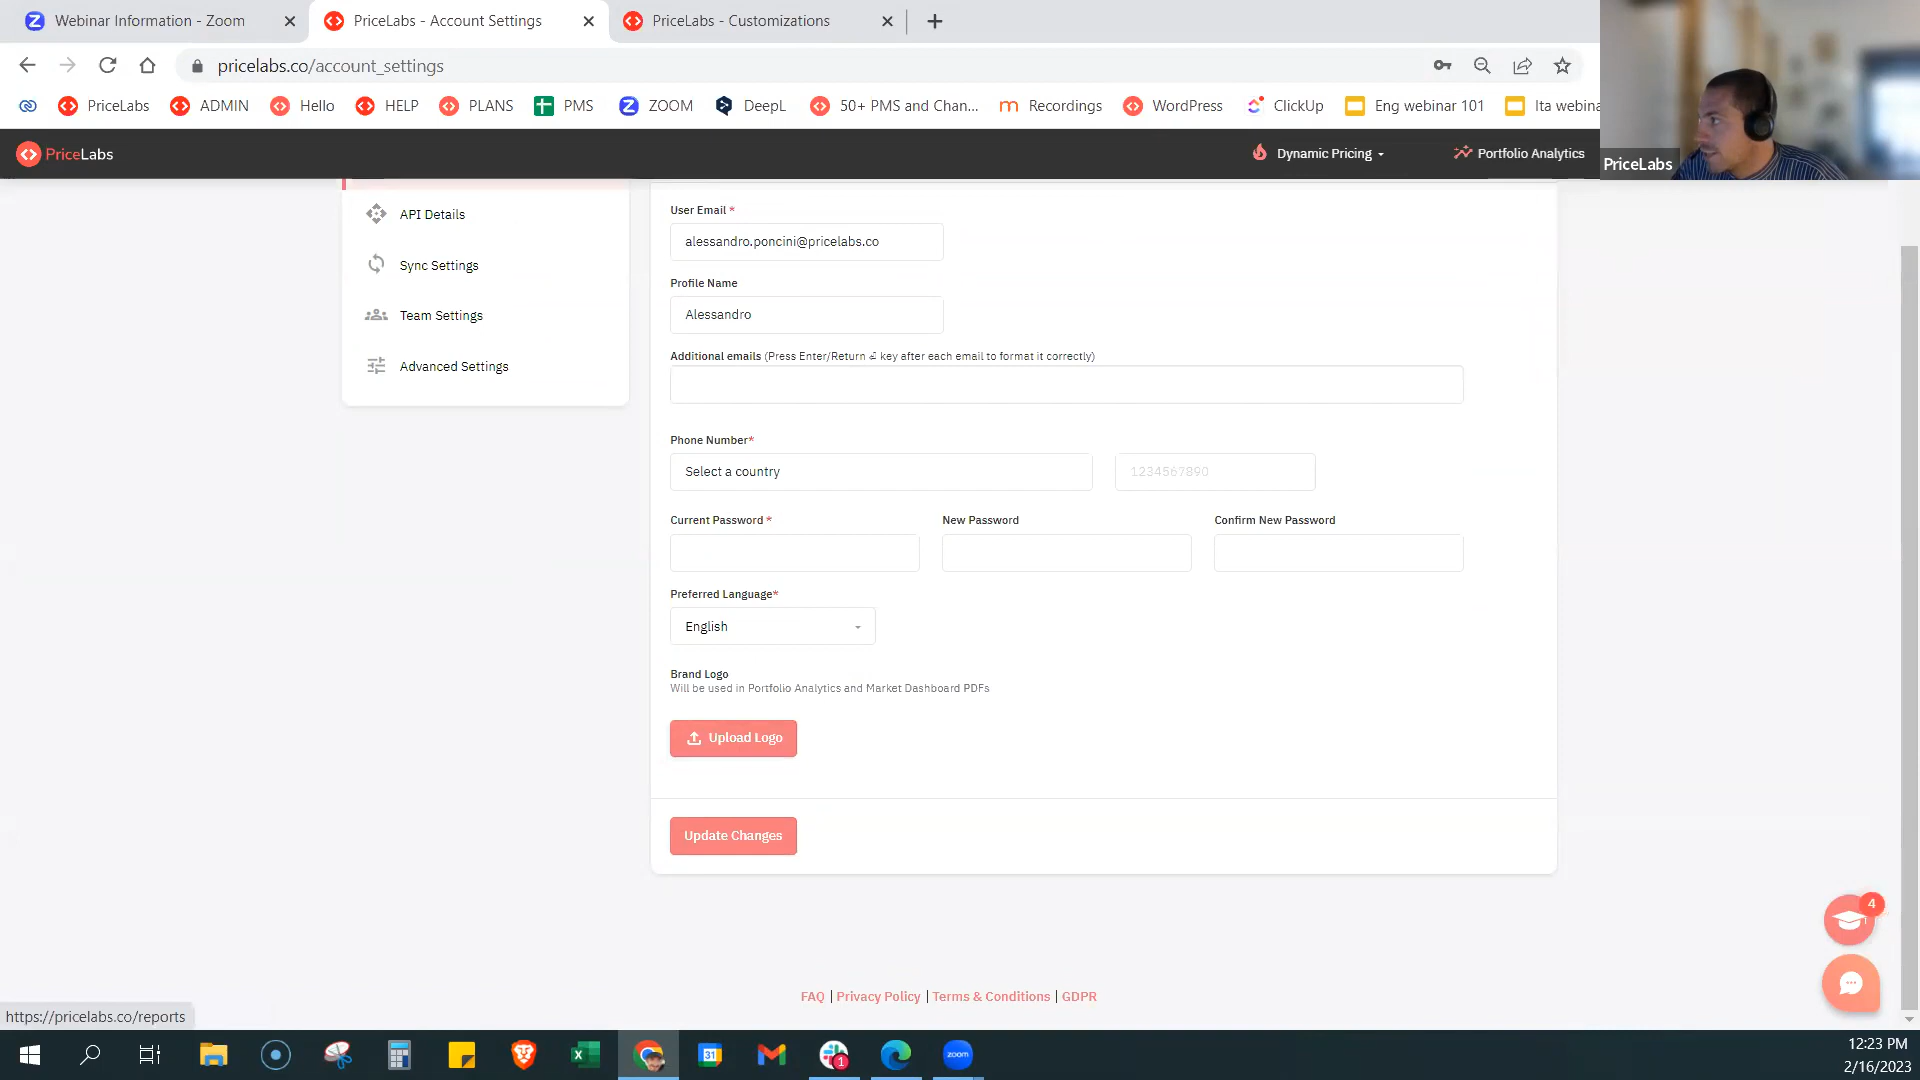 Webinar Information - Zoom
PriceLabs - Account Settings
PriceLabs - Customizations
pricelabs.co/account_settings
PriceLabs
ADMIN
Hello
HELP
PLANS
PMS
ZOOM
DeepL
50+ PMS and Chan...
Recordings
WordPress
ClickUp
Eng webinar 101
Ita webina
PriceLabs
Dynamic Pricing
Portfolio Analytics
PriceLabs
API Details
Sync Settings
Team Settings
Advanced Settings
User Email *
alessandro.poncini@pricelabs.co
Profile Name
Alessandro
Additional emails (Press Enter/Return ⏎ key after each email to format it correctly)
Phone Number*
Select a country
1234567890
Current Password *
New Password
Confirm New Password
Preferred Language*
English
Brand Logo
Will be used in Portfolio Analytics and Market Dashboard PDFs
Upload Logo
Update Changes
4
FAQ | Privacy Policy | Terms & Conditions | GDPR
https://pricelabs.co/reports
31
1
zoom
12:23 PM
2/16/2023